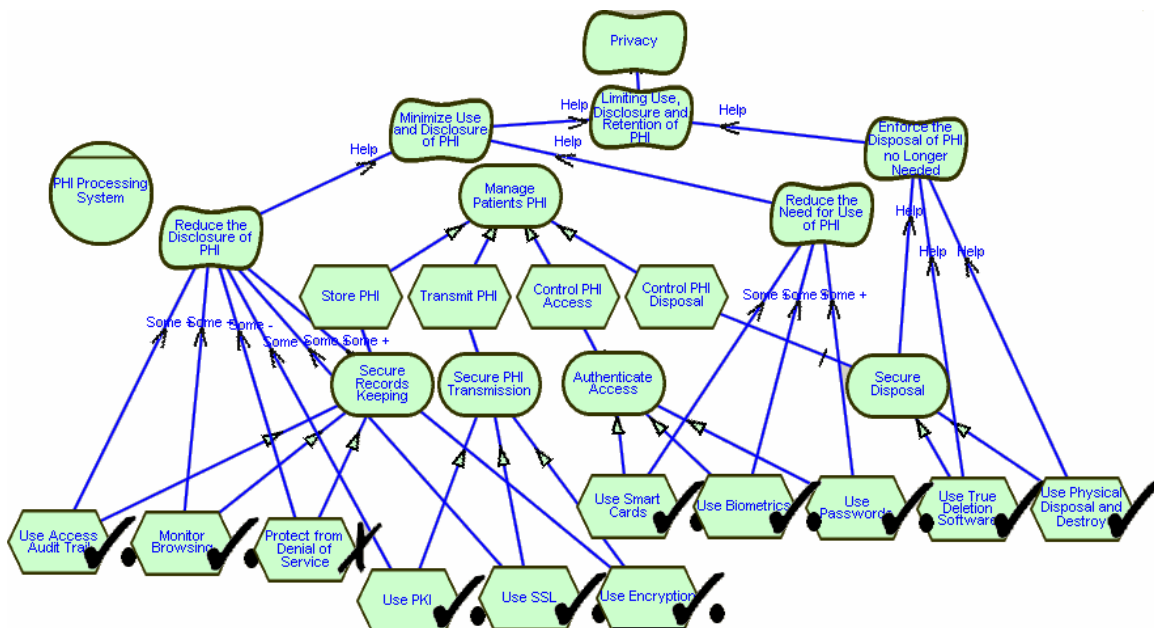 Privacy
Help
Limiting Use,
Disclosure and
Retention of
PHI
Help
Minimize Use
and Disclosure
of PHI
Enforce the
Disposal of PHI
no Longer
Needed
Help
Help
PHI Processing
System
Manage
Patients PHI
Reduce the
Need for Use
of PHI
Reduce the
Disclosure of
PHI
Help
Help
Help
Store PHI
Transmit PHI
Control PHI
Access
Control PHI
Disposal
Some +
Some +
Some +
Some +
Some +
Some -
Some +
Some +
Some +
Secure
Records
Keeping
Secure PHI
Transmission
Authenticate
Access
Secure
Disposal
Use Smart
Cards
Use Biometrics
Use
Passwords
Use True
Deletion
Software
Use Physical
Disposal and
Destroy
Use Access
Audit Trail
Monitor
Browsing
Protect from
Denial of
Service
Use PKI
Use SSL
Use Encryption